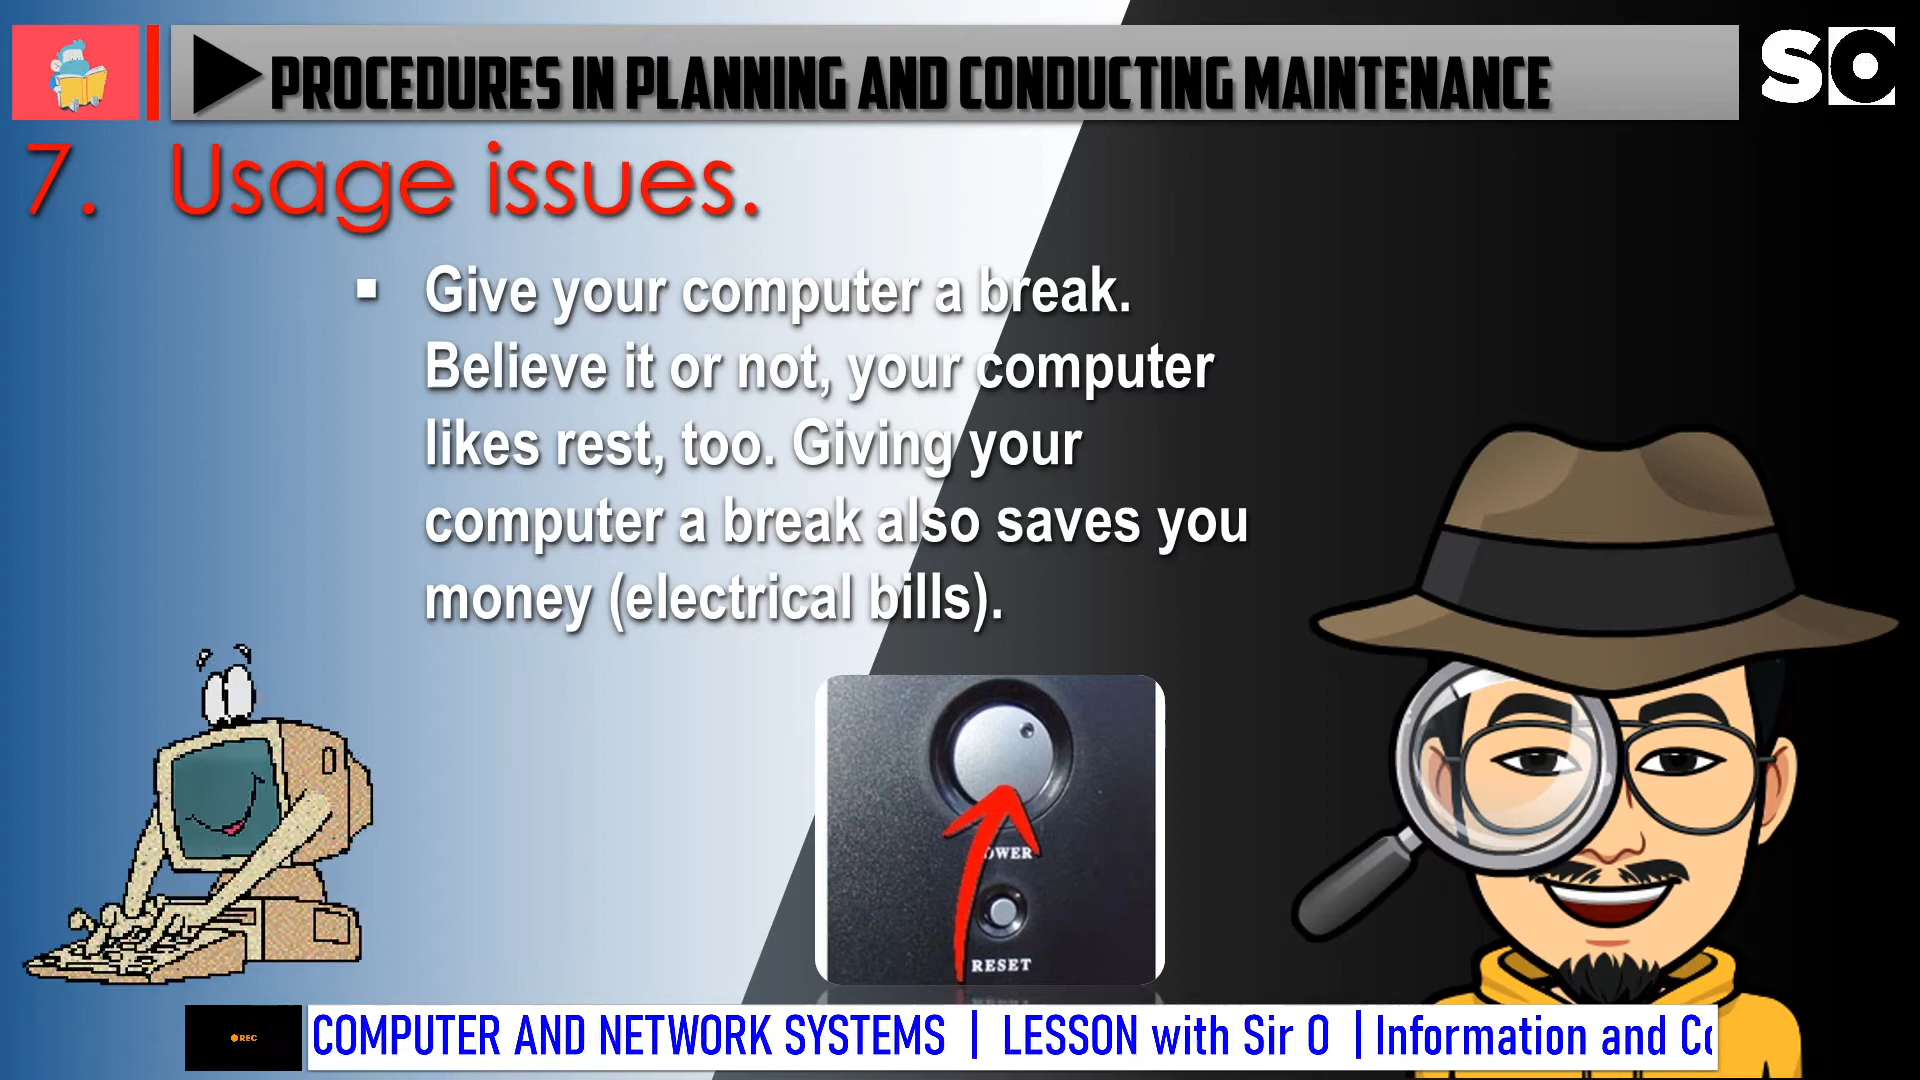 PROCEDURES IN PLANNING AND CONDUCTING MAINTENANCE
SO
7. Usage issues.
▪ Give your computer a break.
Believe it or not, your computer
likes rest, too. Giving your
computer a break also saves you
money (electrical bills).
OWER
RESET
REC
COMPUTER AND NETWORK SYSTEMS | LESSON with Sir O | Information and Co